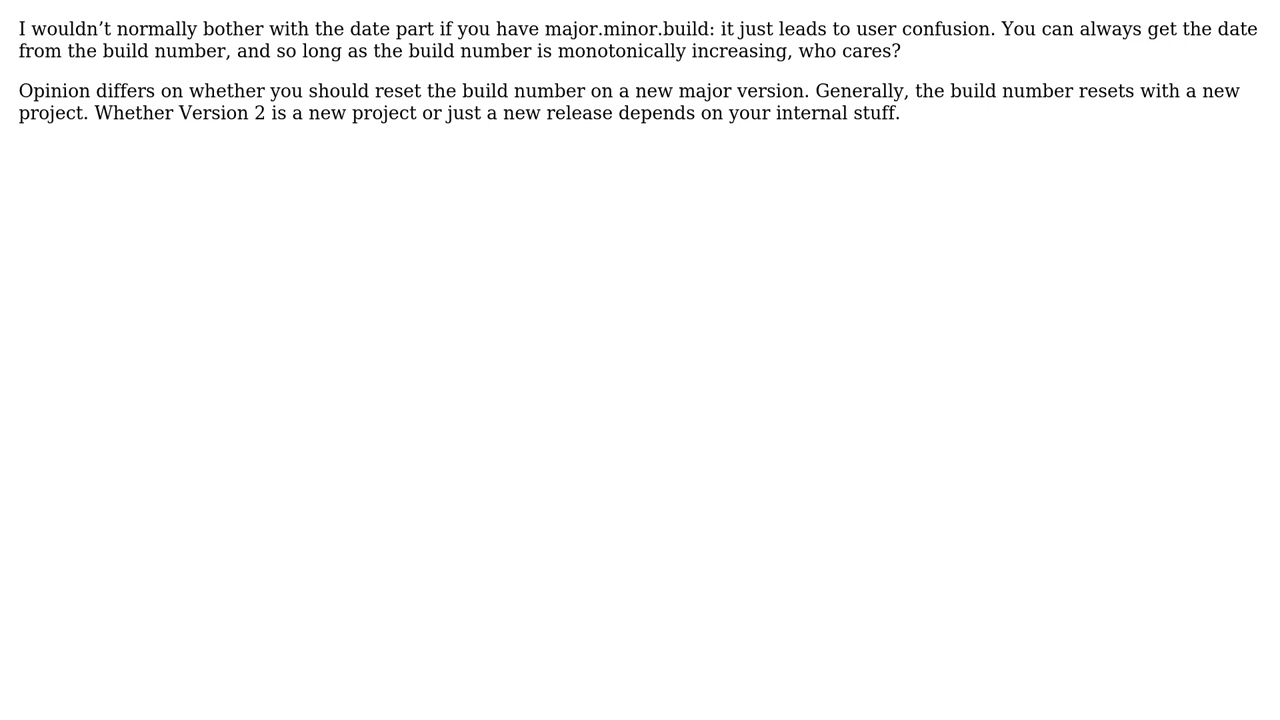 I wouldn’t normally bother with the date part if you have major.minor.build: it just leads to user confusion. You can always get the date
from the build number, and so long as the build number is monotonically increasing, who cares?
Opinion differs on whether you should reset the build number on a new major version. Generally, the build number resets with a new
project. Whether Version 2 is a new project or just a new release depends on your internal stuff.